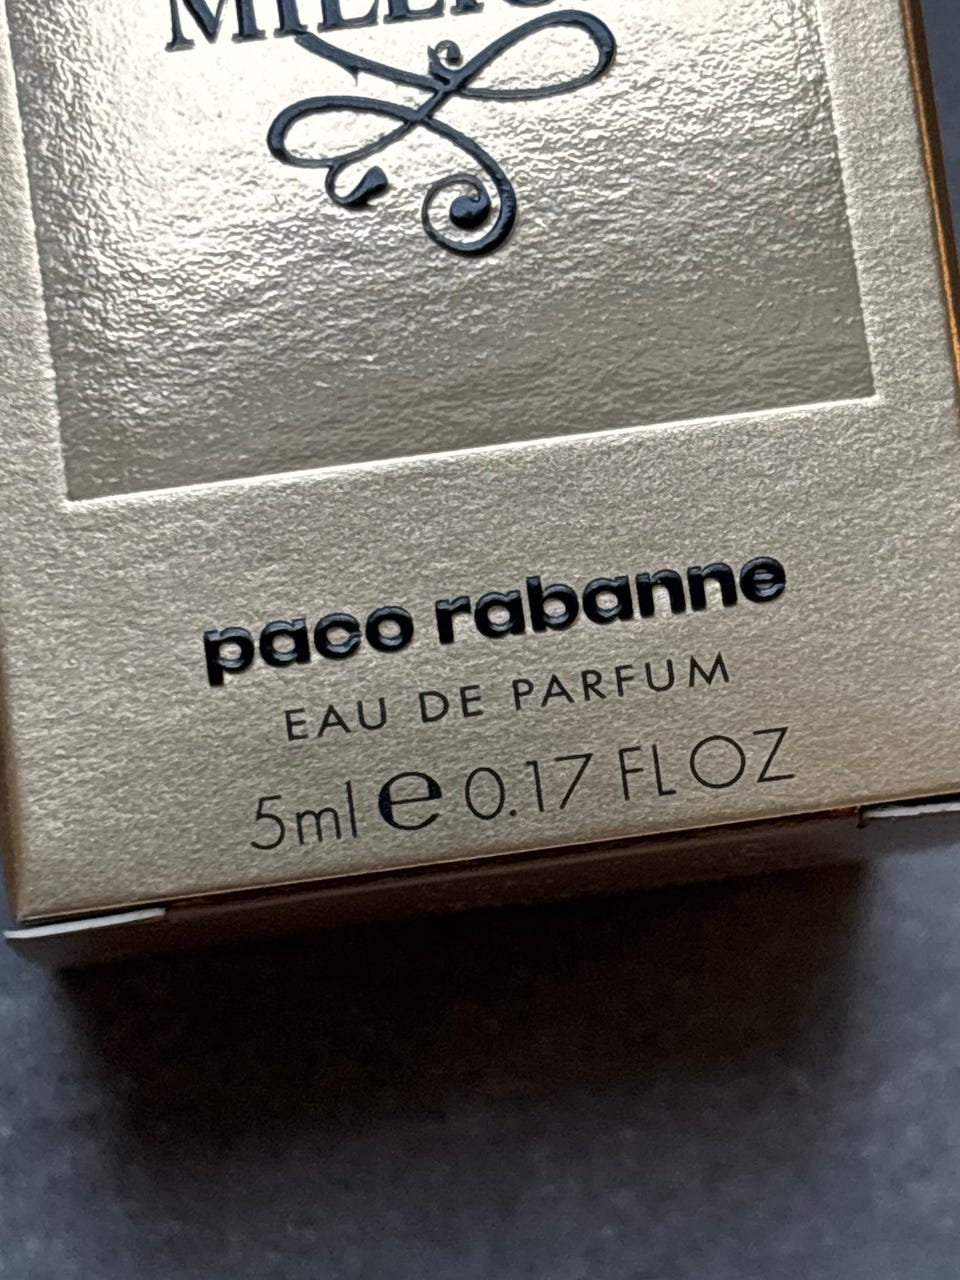 paco rabanne
EAU DE PARFUM
5ml e 0.17 FL OZ